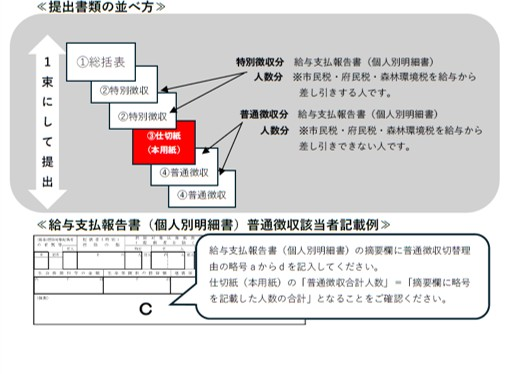 ≪提出書類の並べ方≫
1束にして提出
①総括表
②特別徴収
②特別徴収
③仕切紙
（本用紙）
④普通徴収
④普通徴収
特別徴収分　給与支払報告書（個人別明細書）
人数分　※市民税・府民税・森林環境税を給与から
差し引きする人です。
普通徴収分　給与支払報告書（個人別明細書）
人数分　※市民税・府民税・森林環境税を給与から
差し引きできない人です。
≪給与支払報告書（個人別明細書）普通徴収該当者記載例≫
給与支払報告書（個人別明細書）の摘要欄に普通徴収切替理
由の略号ａからｄを記入してください。
仕切紙（本用紙）の「普通徴収合計人数」＝「摘要欄に略号
を記載した人数の合計」となることをご確認ください。
C